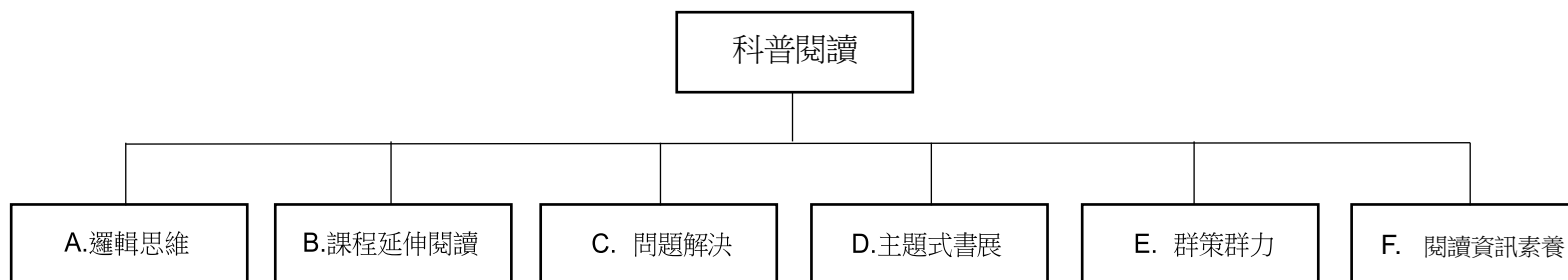 科普閱讀
A.邏輯思維
B.課程延伸閱讀
C. 問題解決
D.主題式書展
E. 群策群力
F. 閱讀資訊素養